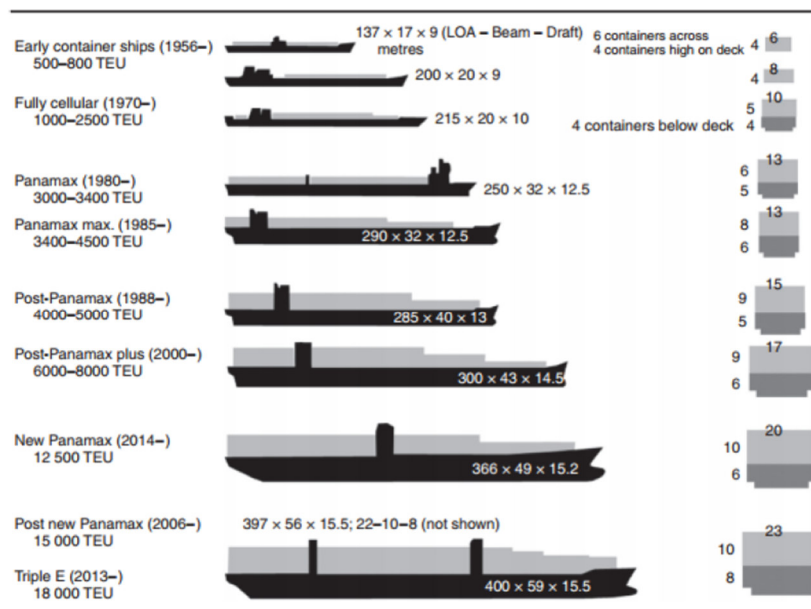 Early container ships (1956–)
500–800 TEU
137 × 17 × 9 (LOA – Beam – Draft)
metres
6 containers across
4 containers high on deck
6
4
200 × 20 × 9
8
4
Fully cellular (1970–)
1000–2500 TEU
215 × 20 × 10
4 containers below deck
10
5
4
Panamax (1980–)
3000–3400 TEU
250 × 32 × 12.5
13
6
5
Panamax max. (1985–)
3400–4500 TEU
290 × 32 × 12.5
13
8
6
Post-Panamax (1988–)
4000–5000 TEU
285 × 40 × 13
15
9
5
Post-Panamax plus (2000–)
6000–8000 TEU
300 × 43 × 14.5
17
9
6
New Panamax (2014–)
12 500 TEU
366 × 49 × 15.2
20
10
6
Post new Panamax (2006–)
15 000 TEU
397 × 56 × 15.5; 22–10–8 (not shown)
Triple E (2013–)
18 000 TEU
400 × 59 × 15.5
23
10
8